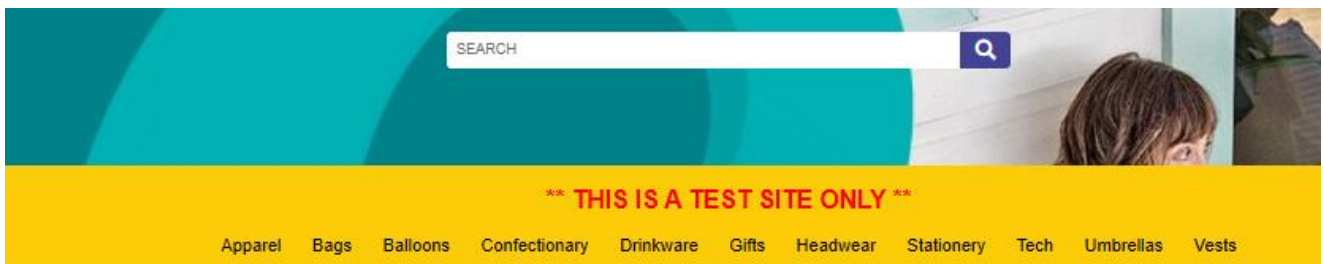 SEARCH
** THIS IS A TEST SITE ONLY **
Apparel Bags Balloons Confectionary Drinkware Gifts Headwear Stationery Tech Umbrellas Vests